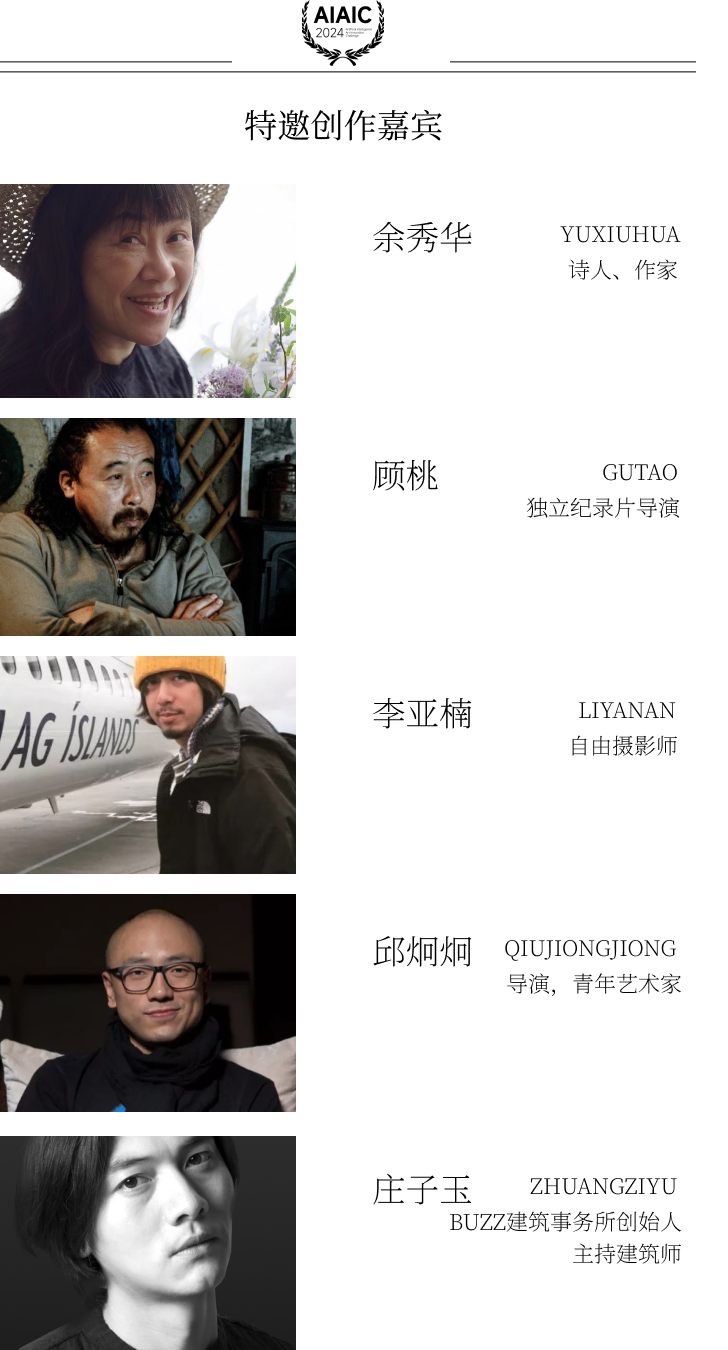 AIAIC
2024
特邀创作嘉宾
余秀华 YUXIUHUA
诗人、作家
顾桃 GUTAO
独立纪录片导演
AG ÍSLANDS
李亚楠 LIYANAN
自由摄影师
邱炯炯 QIUJIONGJIONG
导演，青年艺术家
庄子玉 ZHUANGZIYU
BUZZ建筑事务所创始人
主持建筑师